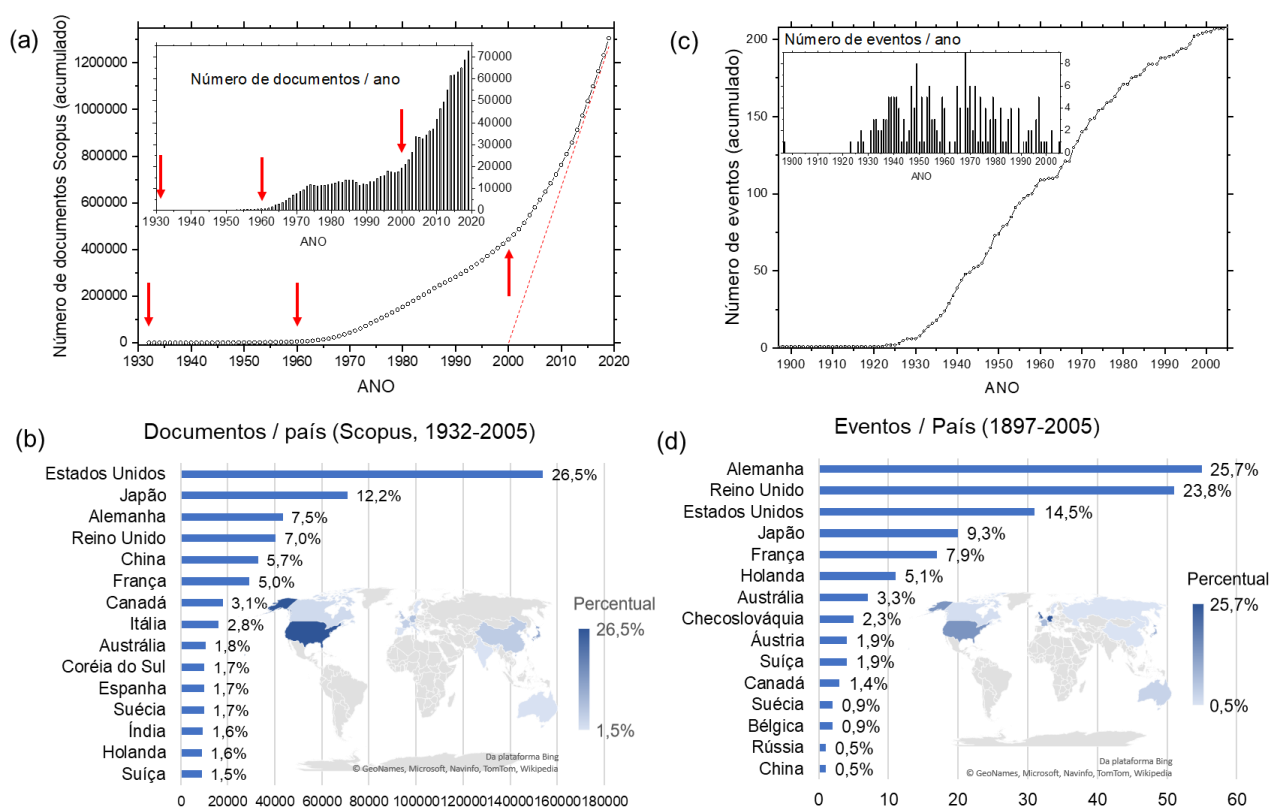 (a)
Número de documentos Scopus (acumulado)
1200000
1000000
800000
600000
400000
200000
0
1930 1940 1950 1960 1970 1980 1990 2000 2010 2020
ANO
Número de documentos / ano
70000
60000
50000
40000
30000
20000
10000
0
1930 1940 1950 1960 1970 1980 1990 2000 2010 2020
ANO
(c)
Número de eventos (acumulado)
200
150
100
50
0
1900 1910 1920 1930 1940 1950 1960 1970 1980 1990 2000
ANO
Número de eventos / ano
8
6
4
2
0
1900 1910 1920 1930 1940 1950 1960 1970 1980 1990 2000
ANO
(b)
Documentos / país (Scopus, 1932-2005)
Estados Unidos 26,5%
Japão 12,2%
Alemanha 7,5%
Reino Unido 7,0%
China 5,7%
França 5,0%
Canadá 3,1%
Itália 2,8%
Austrália 1,8%
Coréia do Sul 1,7%
Espanha 1,7%
Suécia 1,7%
Índia 1,6%
Holanda 1,6%
Suíça 1,5%
0 20000 40000 60000 80000 100000 120000 140000 160000 180000
Percentual
26,5%
1,5%
Da plataforma Bing
© GeoNames, Microsoft, Navinfo, TomTom, Wikipedia
(d)
Eventos / País (1897-2005)
Alemanha 25,7%
Reino Unido 23,8%
Estados Unidos 14,5%
Japão 9,3%
França 7,9%
Holanda 5,1%
Austrália 3,3%
Checoslováquia 2,3%
Áustria 1,9%
Suíça 1,9%
Canadá 1,4%
Suécia 0,9%
Bélgica 0,9%
Rússia 0,5%
China 0,5%
0 10 20 30 40 50 60
Percentual
25,7%
0,5%
Da plataforma Bing
© GeoNames, Microsoft, Navinfo, TomTom, Wikipedia